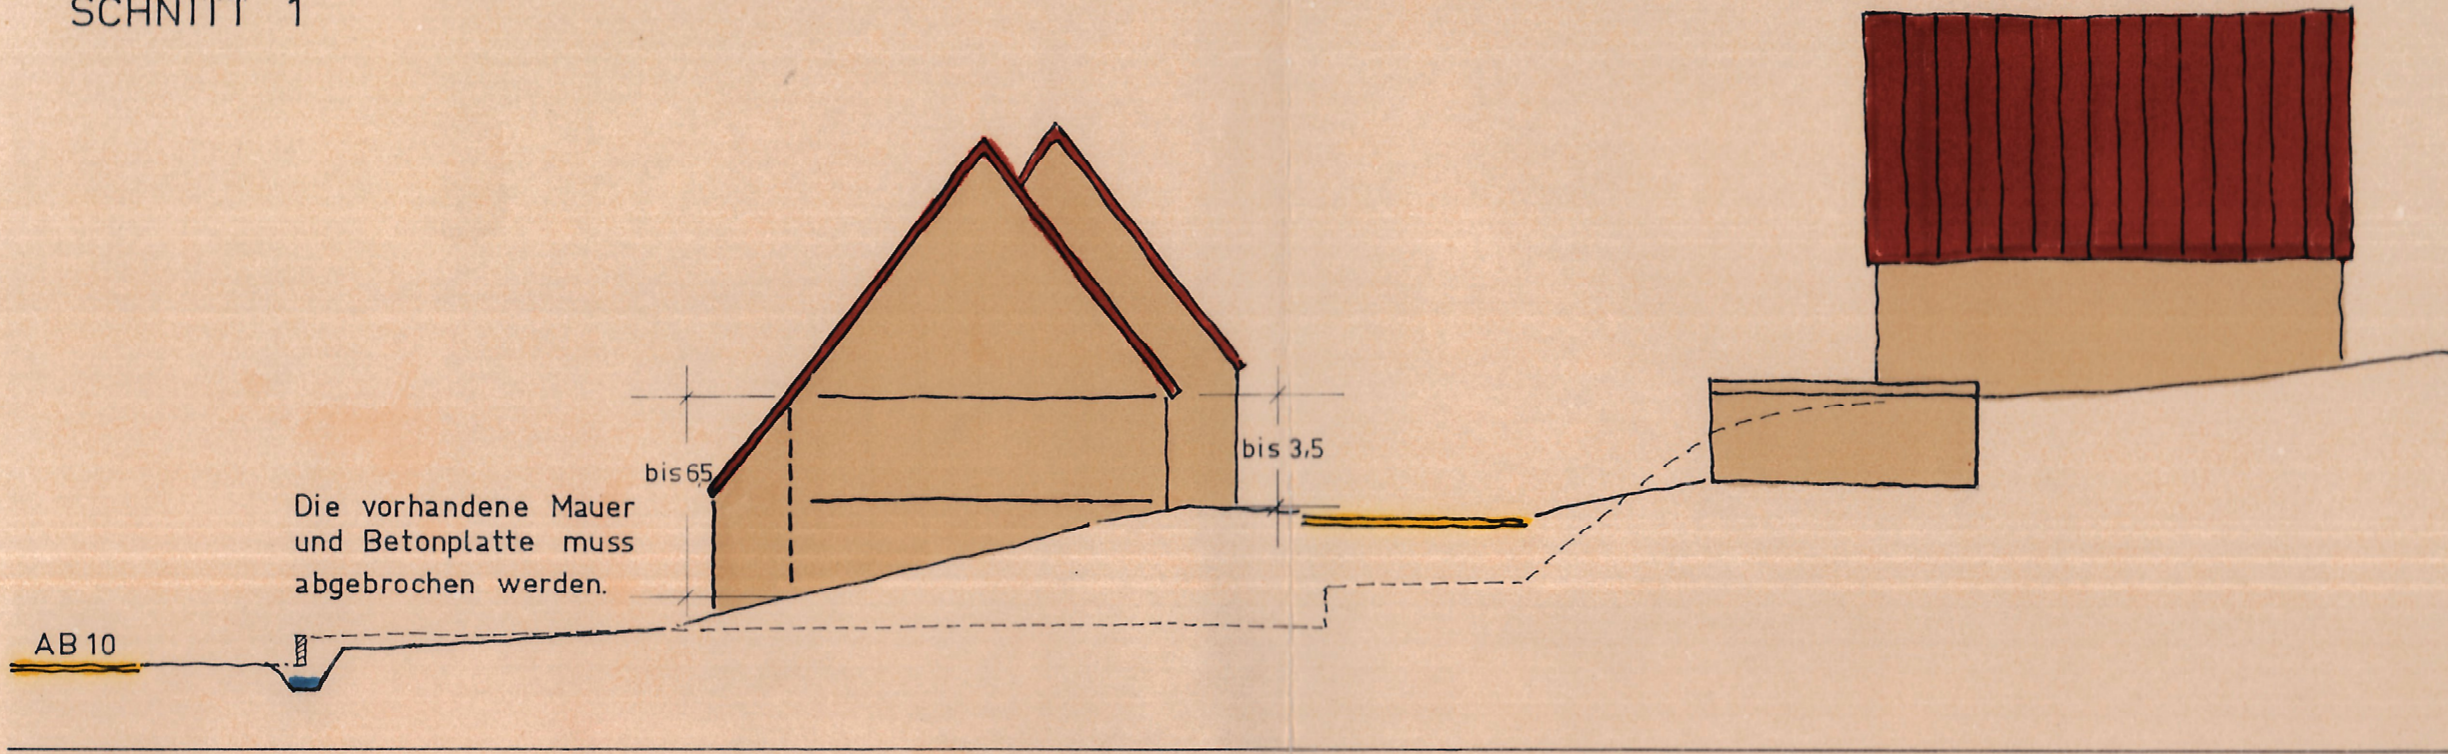 SCHNITT 1
bis 3,5
bis 6,5
Die vorhandene Mauer
und Betonplatte muss
abgebrochen werden.
AB 10